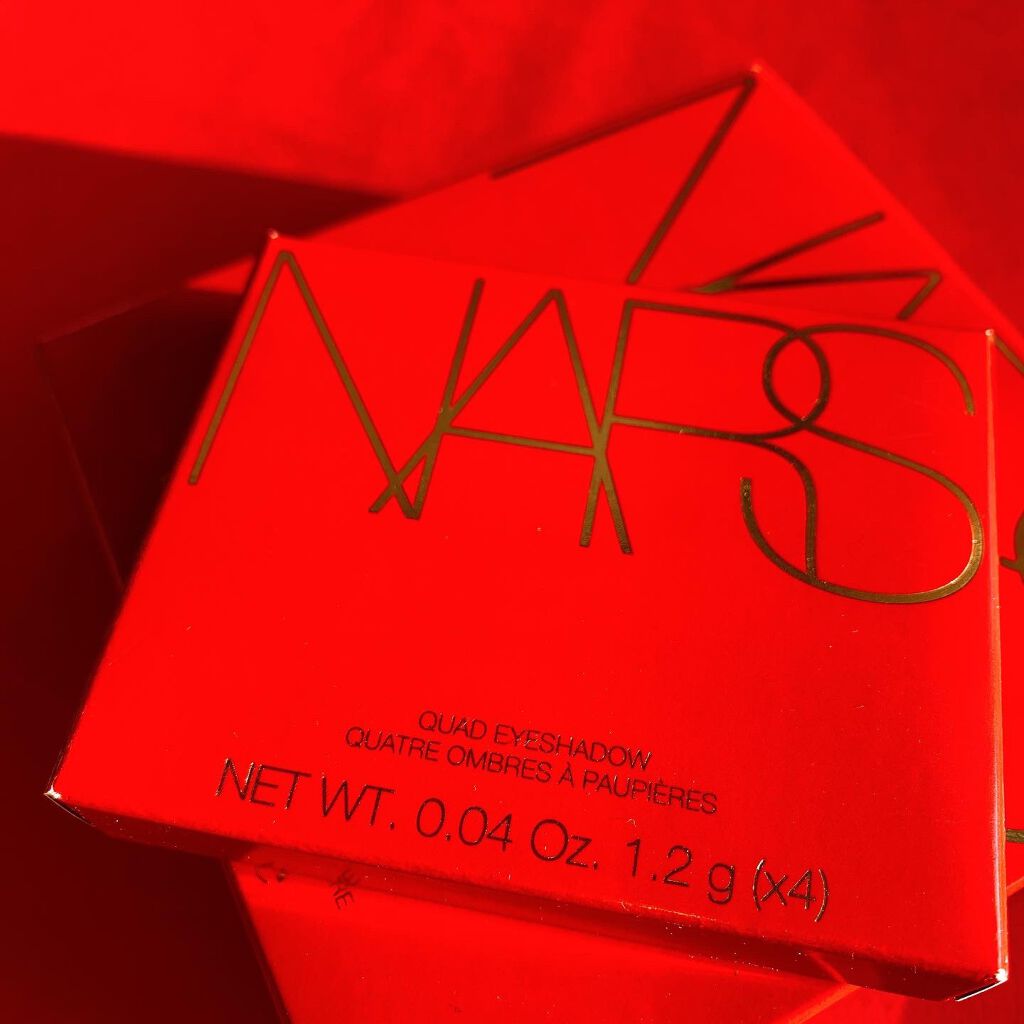 NARS
QUAD EYESHADOW
QUATRE OMBRES À PAUPIÈRES
NET WT. 0.04 Oz. 1.2 g (x4)